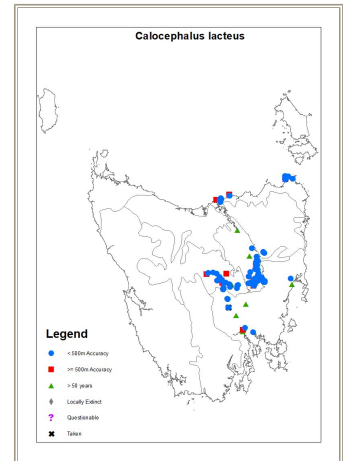 Calocephalus lacteus
Legend
< 500m Accuracy
>= 500m Accuracy
> 50 years
Locally Extinct
Questionable
Taken